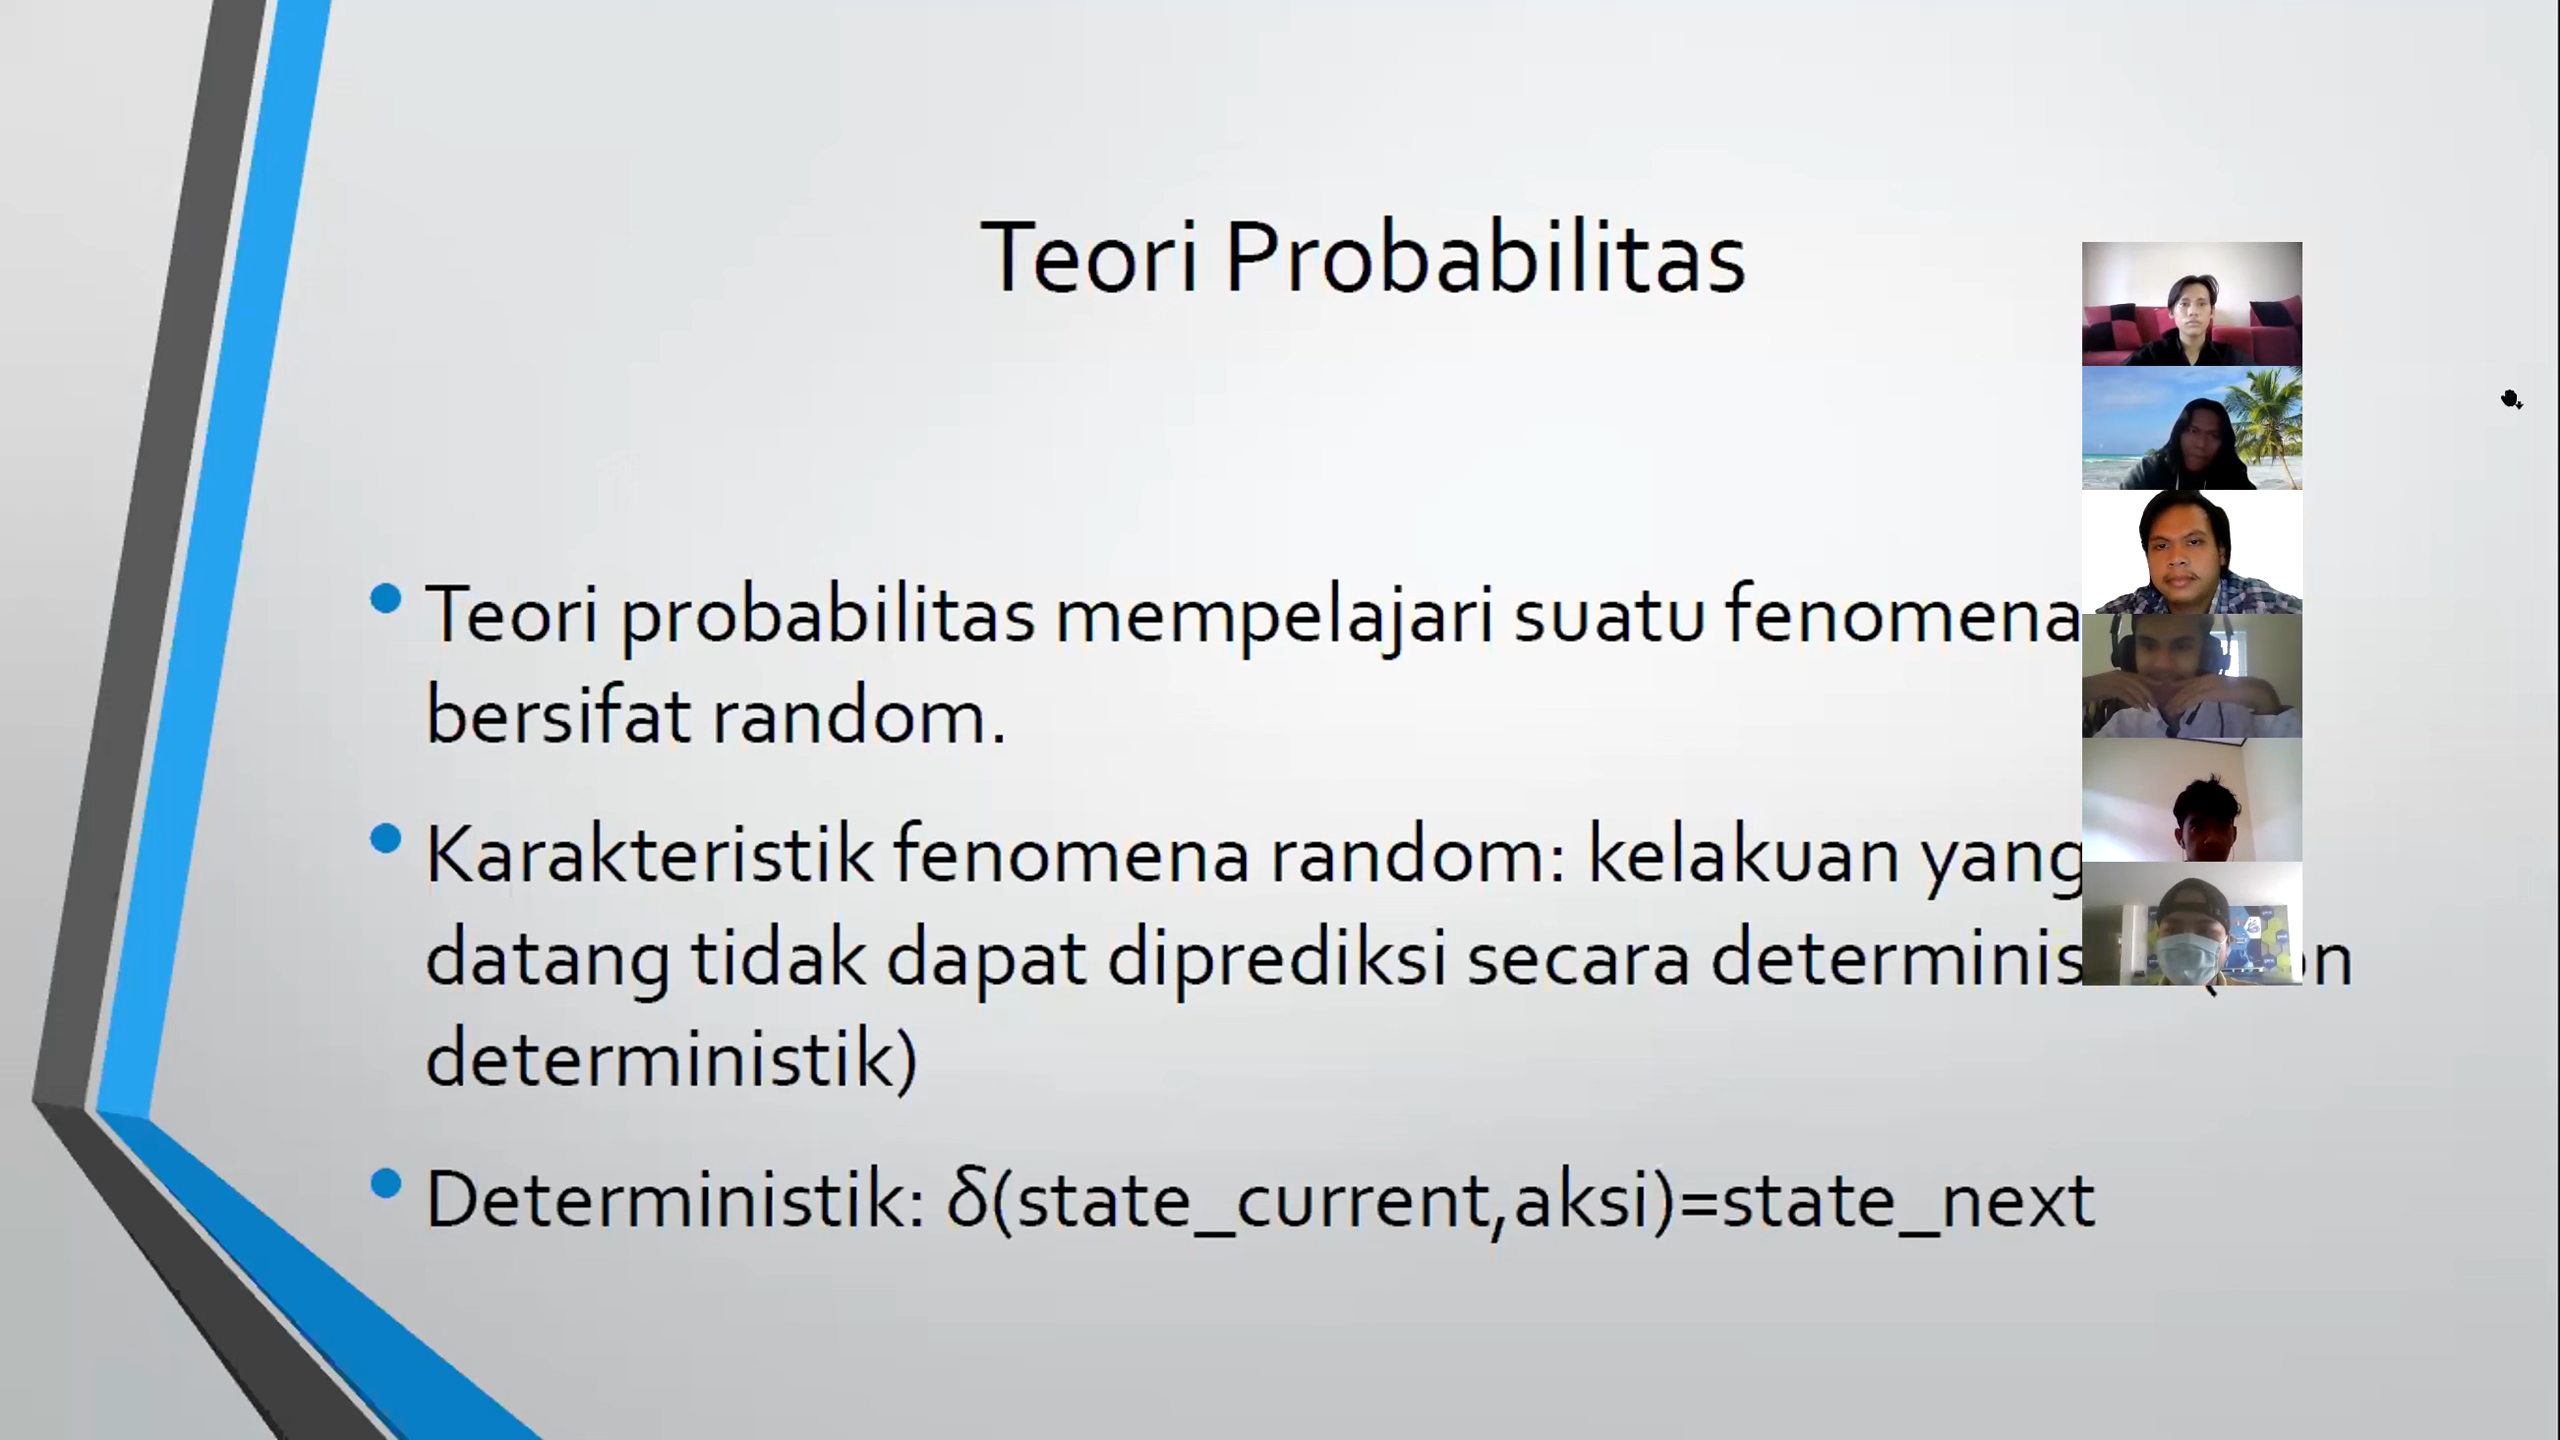 Teori Probabilitas
Teori probabilitas mempelajari suatu fenomena
bersifat random.
Karakteristik fenomena random: kelakuan yang
datang tidak dapat diprediksi secara
deterministik)
Deterministik: δ(state_current,aksi)=state_next